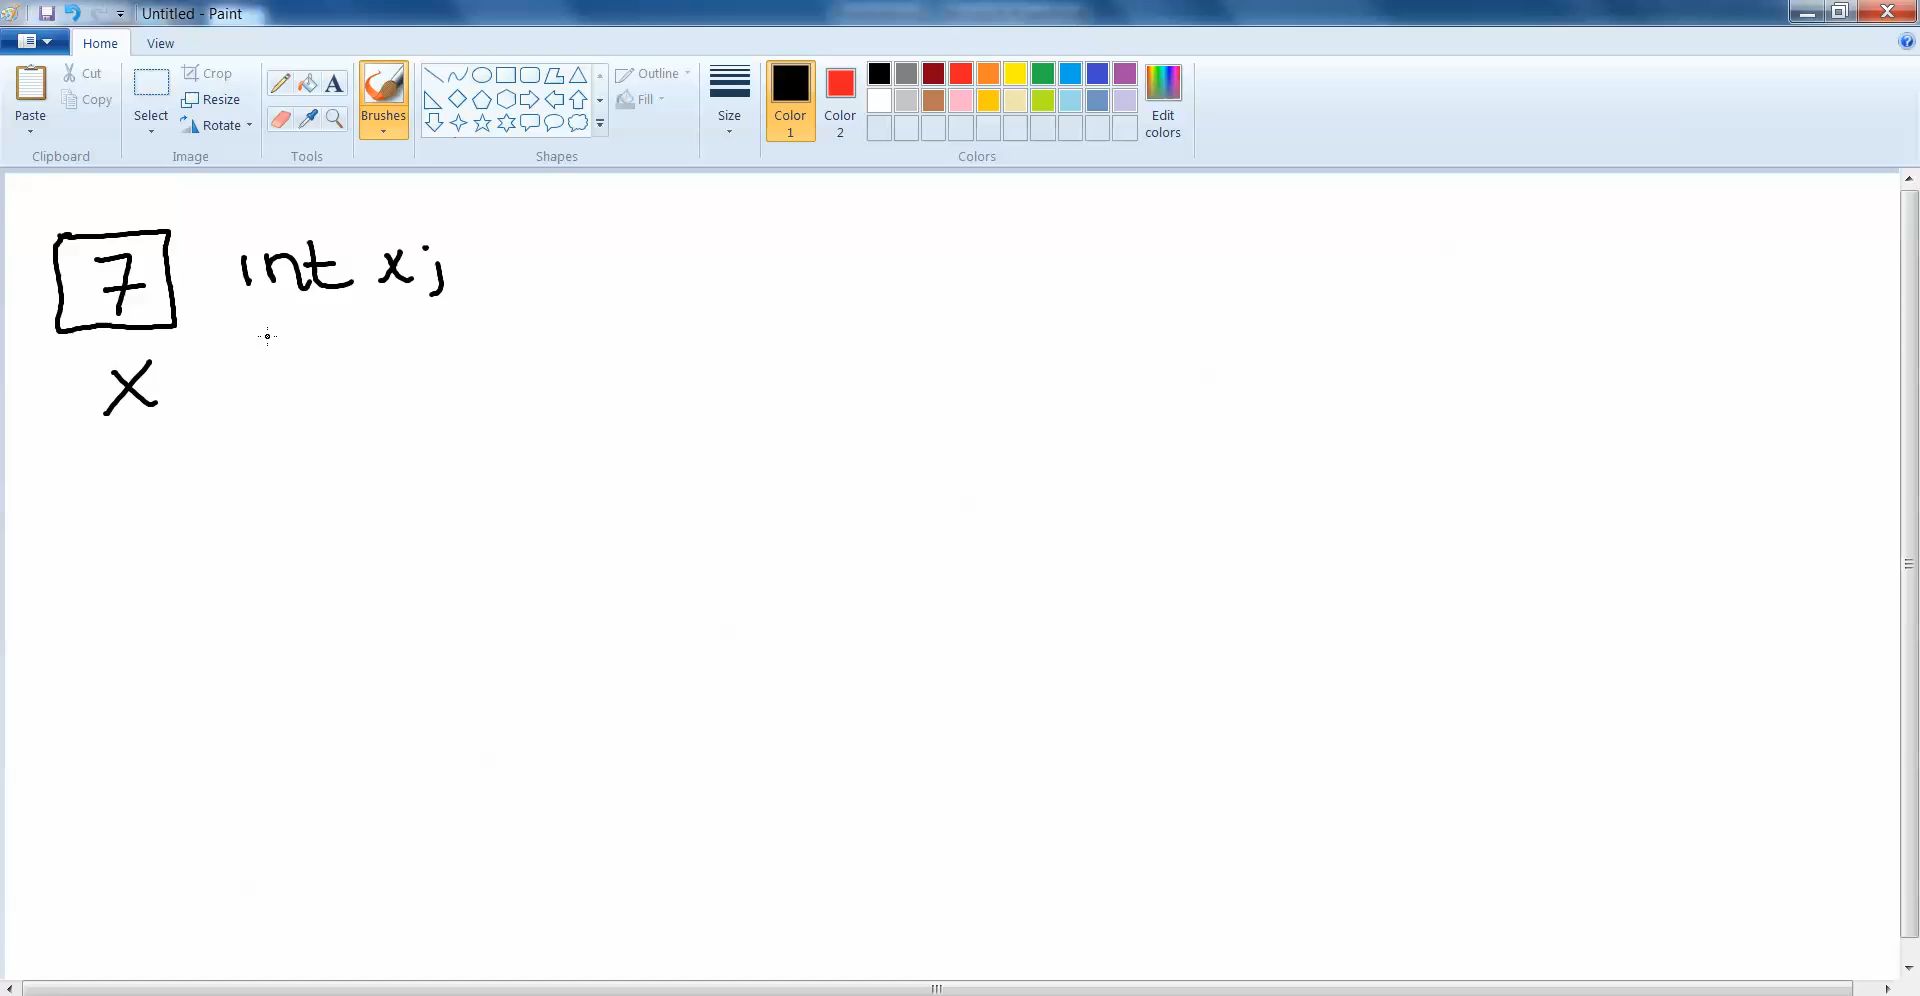 Untitled - Paint
Home View
Paste
Cut
Copy
Clipboard
Select
Crop
Resize
Rotate
Image
A
Tools
Brushes
Shapes
Outline
Fill
Size
Color 1
Color 2
Edit colors
Colors
7 int x;
X